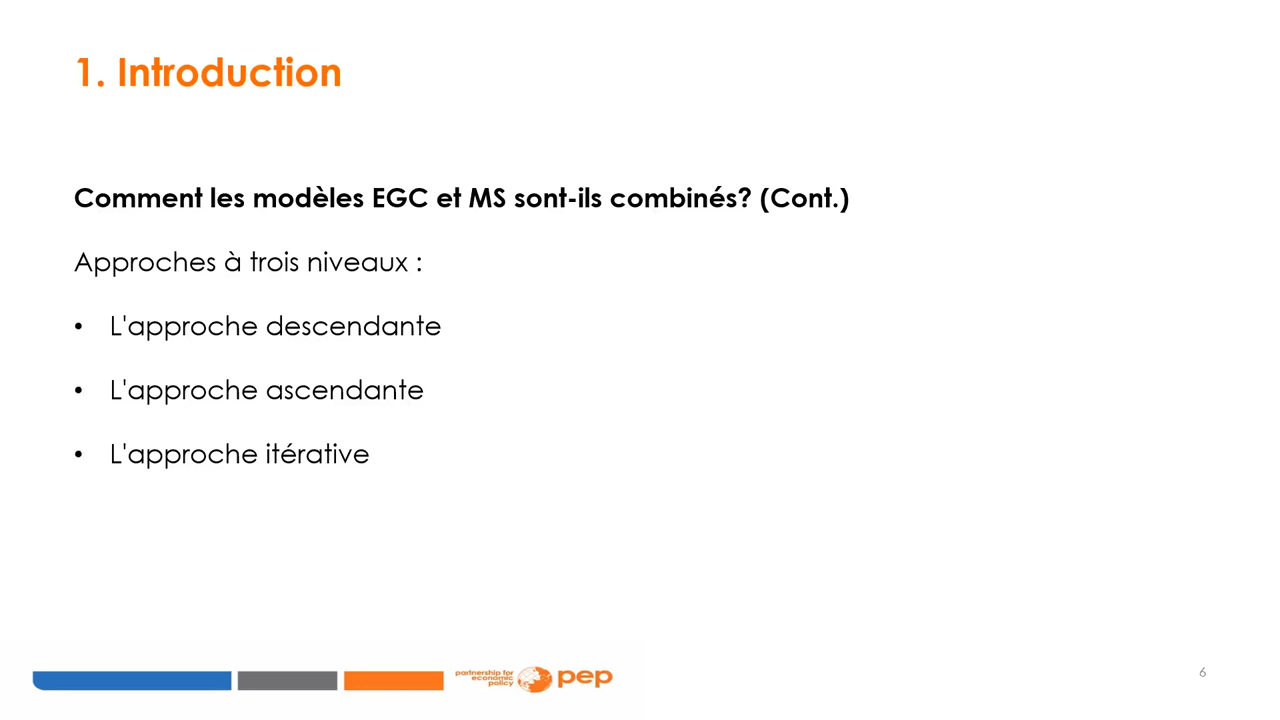 1. Introduction
Comment les modèles EGC et MS sont-ils combinés? (Cont.)
Approches à trois niveaux :
• L'approche descendante
• L'approche ascendante
• L'approche itérative
partnership for
economic
policy
pep
6